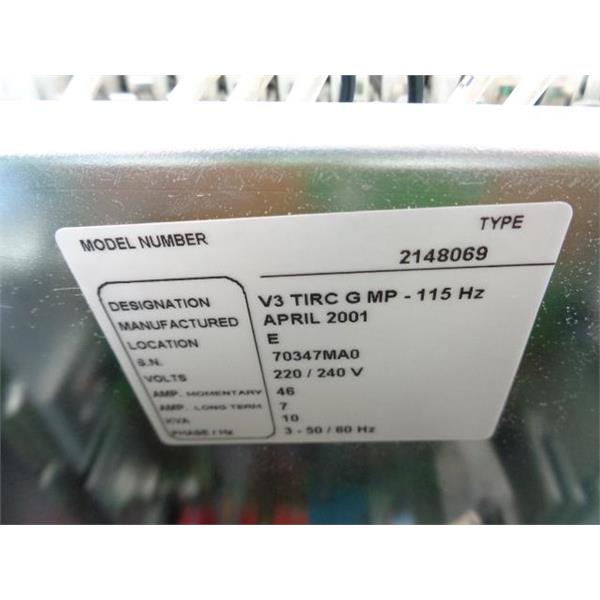 MODEL NUMBER TYPE
2148069
DESIGNATION V3 TIRC G MP - 115 Hz
MANUFACTURED APRIL 2001
LOCATION E
S.N. 70347MA0
VOLTS 220 / 240 V
AMP. MOMENTARY 46
AMP. LONG TERM 7
KVA 10
PHASE / Hz 3 - 50 / 60 Hz